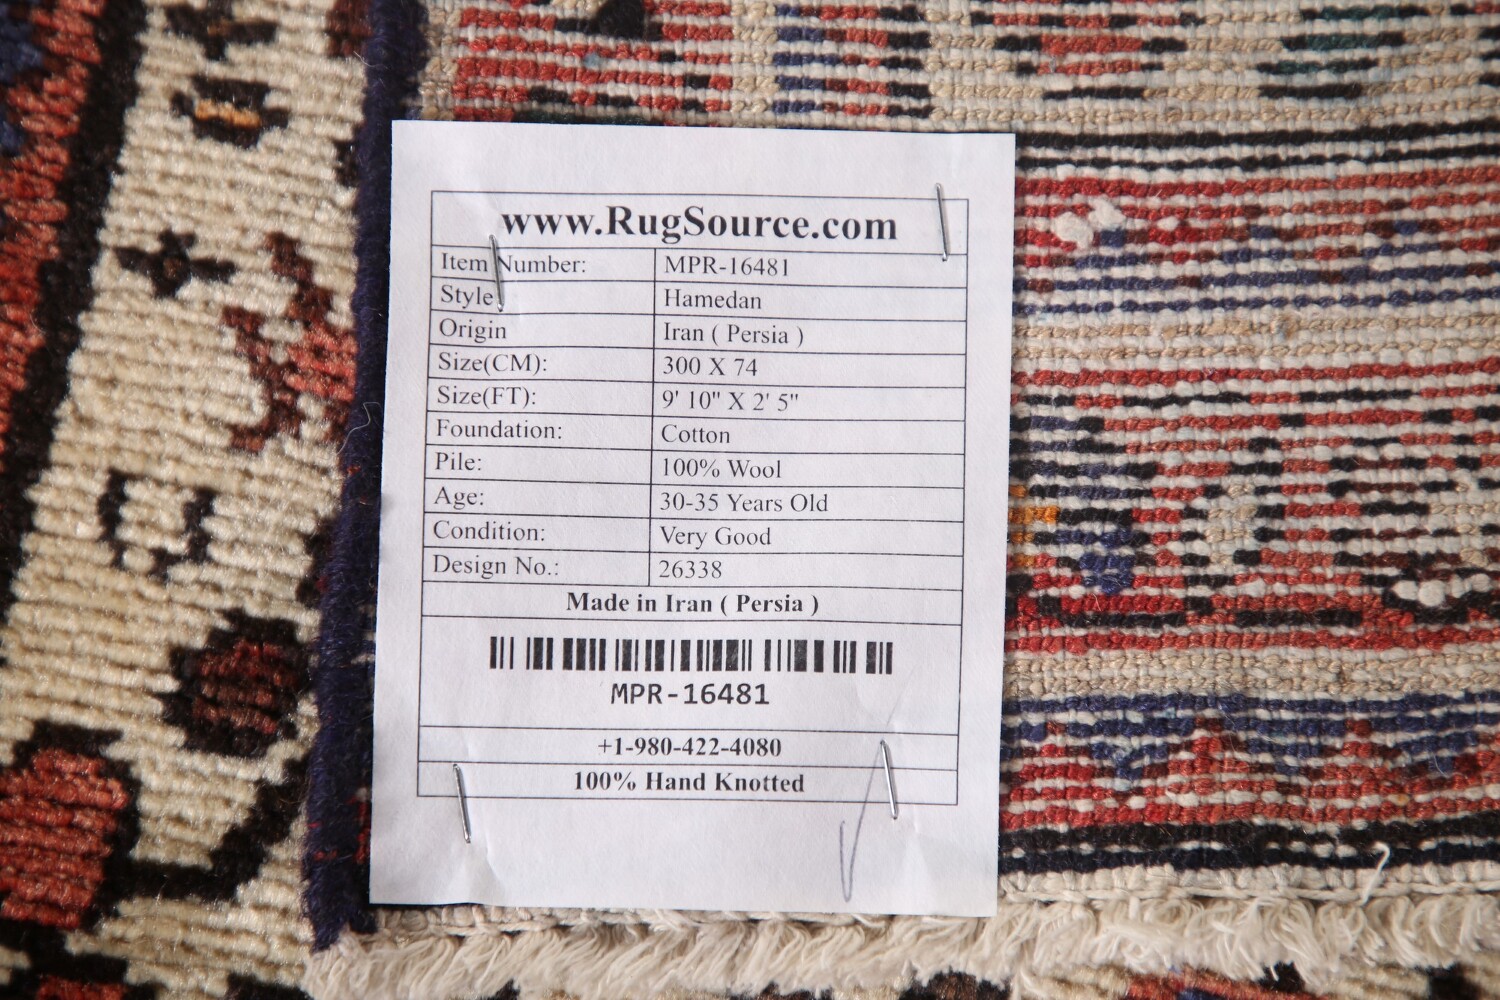 www.RugSource.com
Item Number: MPR-16481
Style: Hamedan
Origin Iran ( Persia )
Size(CM): 300 X 74
Size(FT): 9' 10" X 2' 5"
Foundation: Cotton
Pile: 100% Wool
Age: 30-35 Years Old
Condition: Very Good
Design No.: 26338
Made in Iran ( Persia )
MPR-16481
+1-980-422-4080
100% Hand Knotted